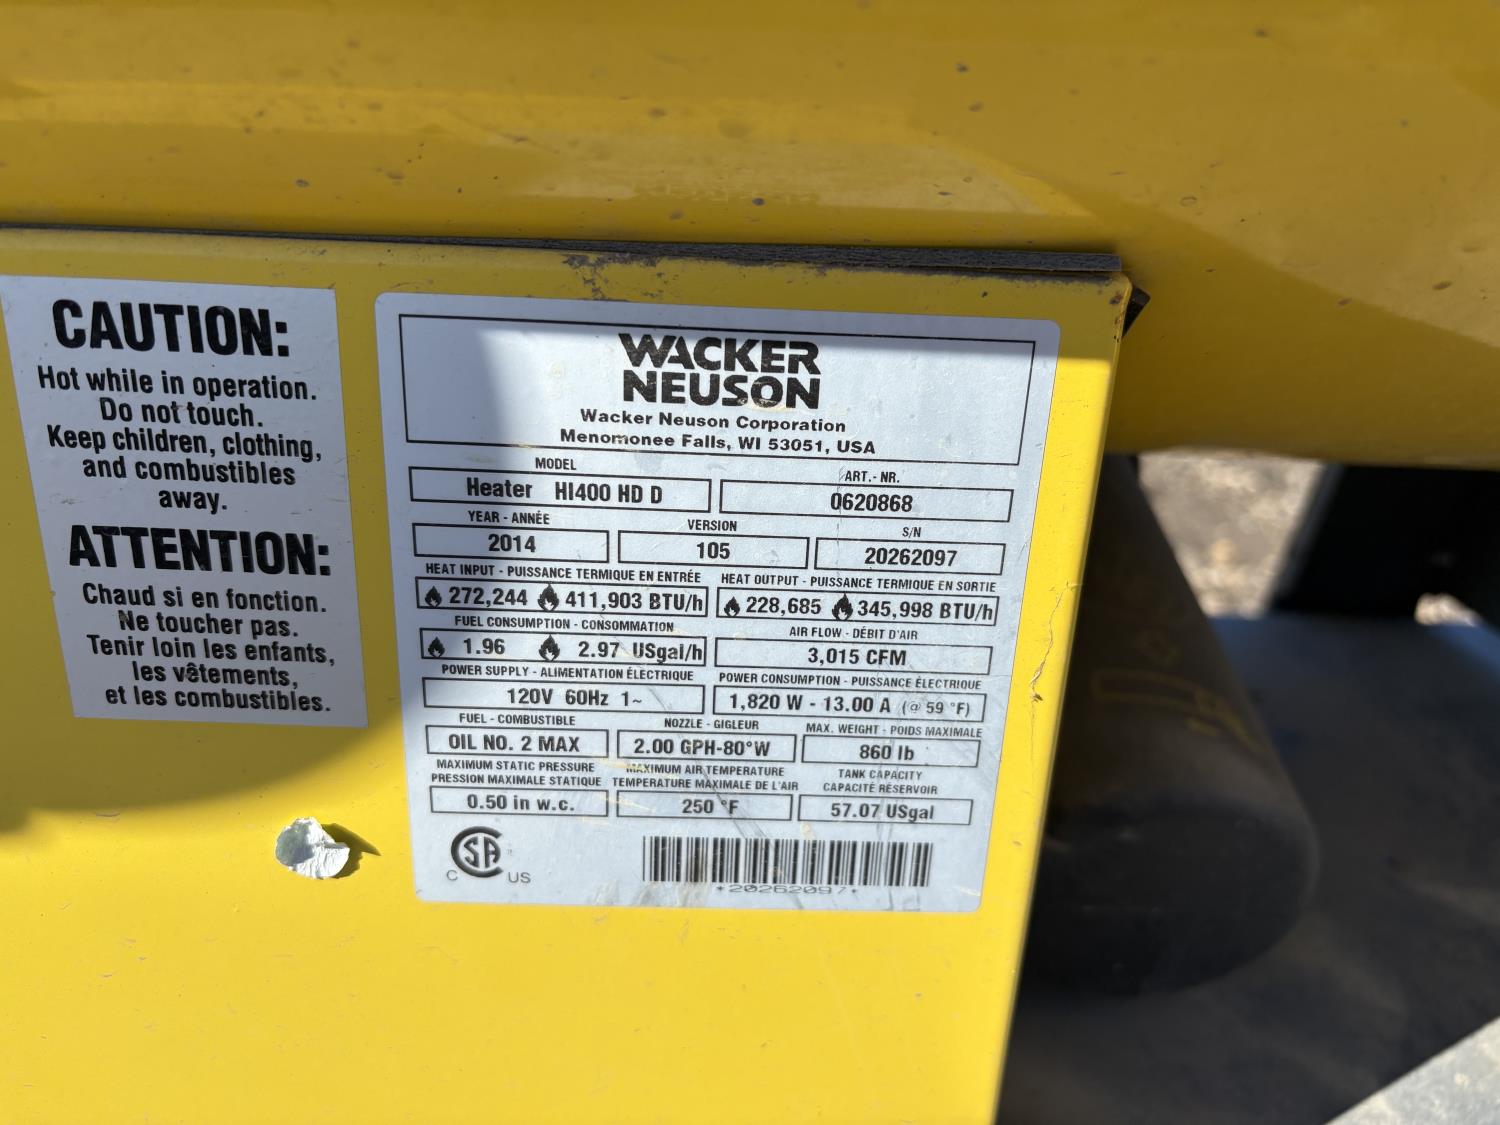 CAUTION:
Hot while in operation.
Do not touch.
Keep children, clothing,
and combustibles
away.
ATTENTION:
Chaud si en fonction.
Ne toucher pas.
Tenir loin les enfants,
les vêtements,
et les combustibles.
WACKER
NEUSON
Wacker Neuson Corporation
Menomonee Falls, WI 53051, USA
MODEL
Heater HI400 HD D
ART.- NR.
0620868
YEAR - ANNÉE
2014
VERSION
105
S/N
20262097
HEAT INPUT - PUISSANCE TERMIQUE EN ENTRÉE
272,244 411,903 BTU/h
HEAT OUTPUT - PUISSANCE TERMIQUE EN SORTIE
228,685 345,998 BTU/h
FUEL CONSUMPTION - CONSOMMATION
1.96 2.97 USgal/h
AIR FLOW - DÉBIT D'AIR
3,015 CFM
POWER SUPPLY - ALIMENTATION ÉLECTRIQUE
120V 60Hz 1~
POWER CONSUMPTION - PUISSANCE ÉLECTRIQUE
1,820 W - 13.00 A (@ 59 °F)
FUEL - COMBUSTIBLE
OIL NO. 2 MAX
NOZZLE - GIGLEUR
2.00 GPH-80°W
MAX. WEIGHT - POIDS MAXIMALE
860 lb
MAXIMUM STATIC PRESSURE
PRESSION MAXIMALE STATIQUE
0.50 in w.c.
MAXIMUM AIR TEMPERATURE
TEMPERATURE MAXIMALE DE L'AIR
250 °F
TANK CAPACITY
CAPACITÉ RÉSERVOIR
57.07 USgal
C SA US
*20262097*